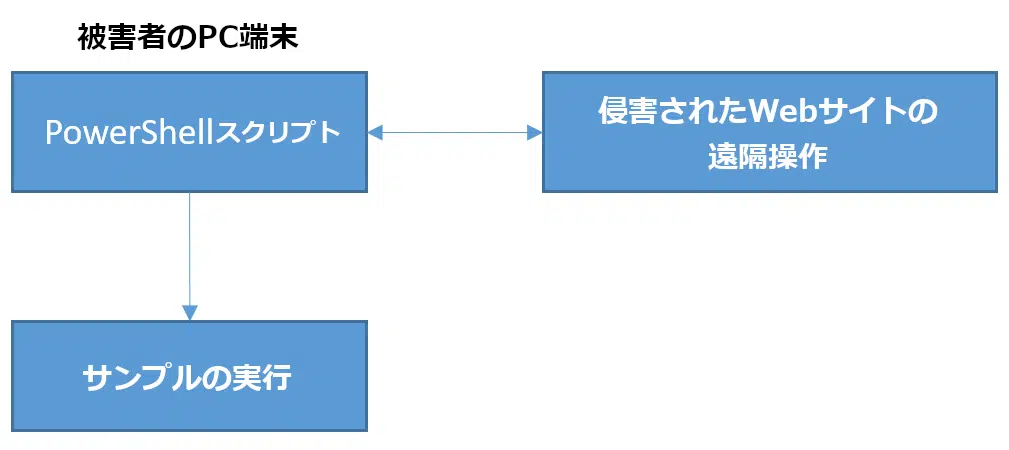 被害者のPC端末
PowerShellスクリプト
侵害されたWebサイトの
遠隔操作
サンプルの実行